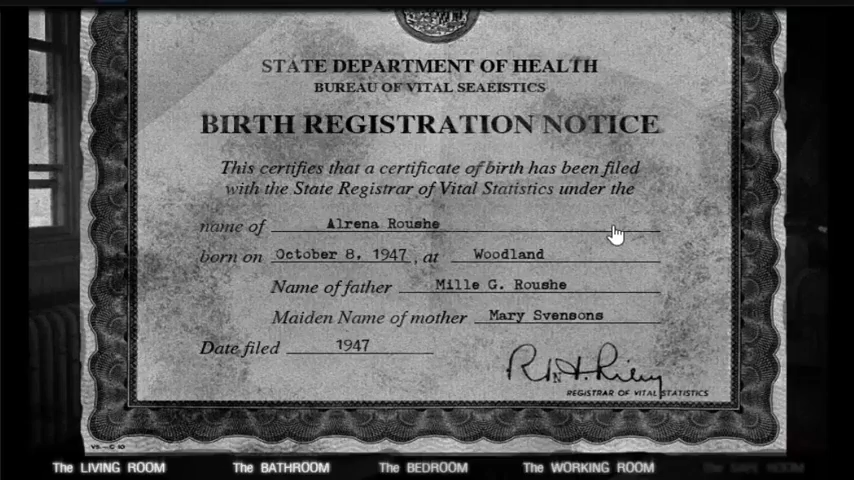 STATE DEPARTMENT OF HEALTH
BUREAU OF VITAL SEAEISTICS
BIRTH REGISTRATION NOTICE
This certifies that a certificate of birth has been filed
with the State Registrar of Vital Statistics under the
name of Alrena Roushe
born on October 8, 1947, at Woodland
Name of father Mille G. Roushe
Maiden Name of mother Mary Svensons
Date filed 1947
REGISTRAR OF VITAL STATISTICS
The LIVING ROOM The BATHROOM The BEDROOM The WORKING ROOM